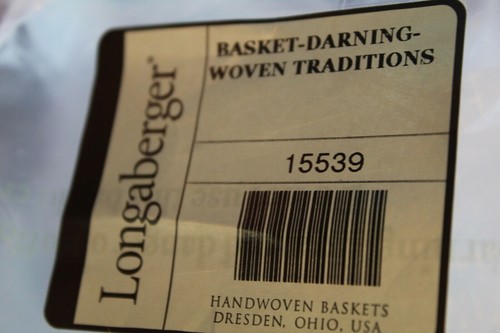 Longaberger®
BASKET-DARNING-
WOVEN TRADITIONS
15539
HANDWOVEN BASKETS
DRESDEN, OHIO, USA